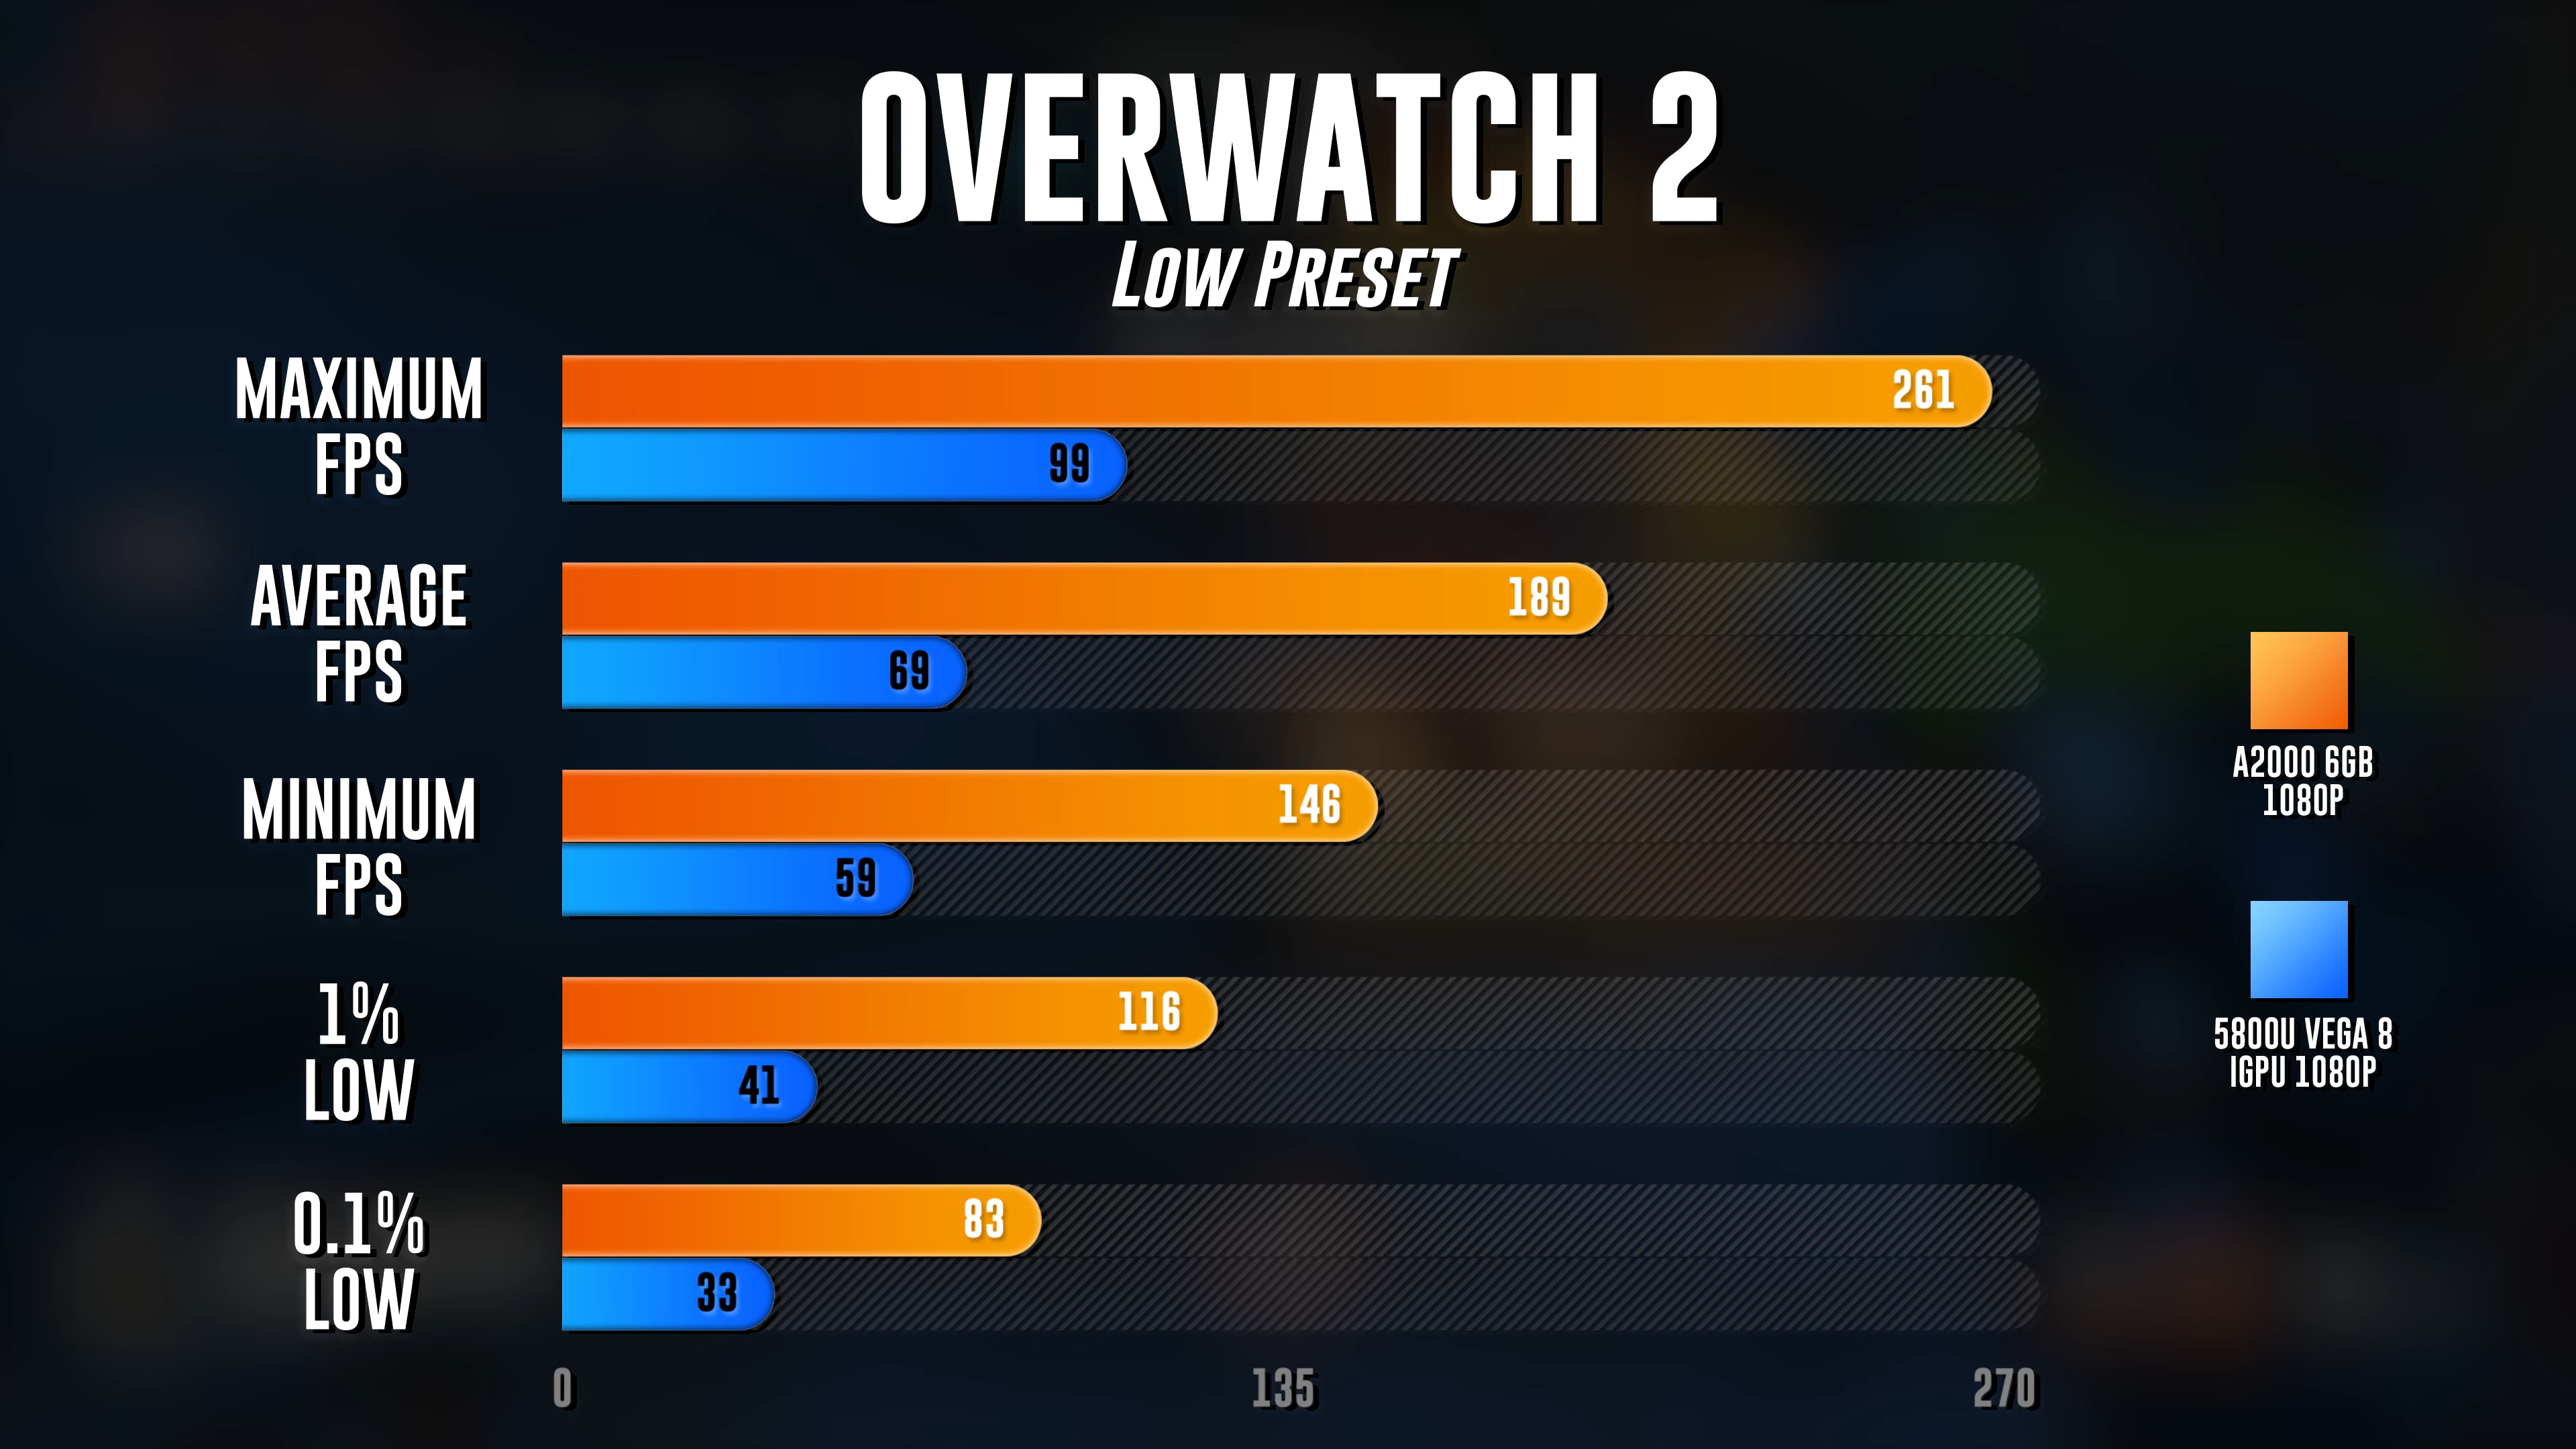 OVERWATCH 2
LOW PRESET
MAXIMUM
FPS
261
99
AVERAGE
FPS
189
69
MINIMUM
FPS
146
59
1%
LOW
116
41
0.1%
LOW
83
33
0 135 270
A2000 6GB
1080P
5800U VEGA 8
IGPU 1080P